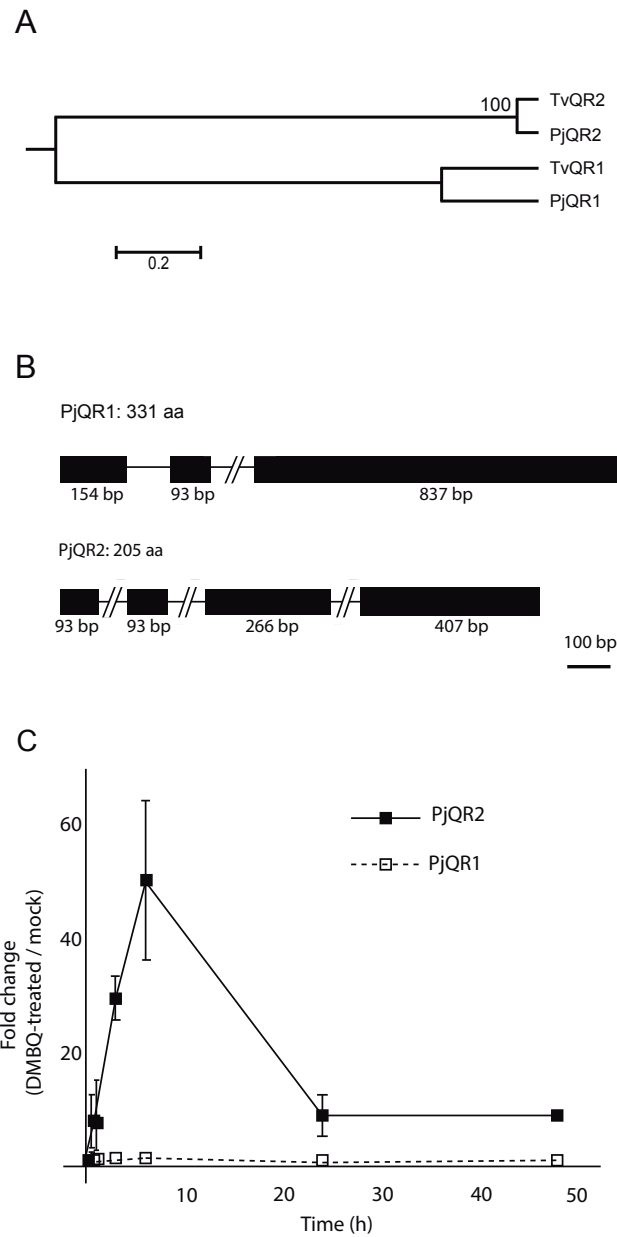 A
100
TvQR2
PjQR2
TvQR1
PjQR1
0.2
B
PjQR1: 331 aa
154 bp
93 bp
837 bp
PjQR2: 205 aa
93 bp
93 bp
266 bp
407 bp
100 bp
C
Fold change
(DMBQ-treated / mock)
60
40
20
PjQR2
PjQR1
10
20
30
40
50
Time (h)